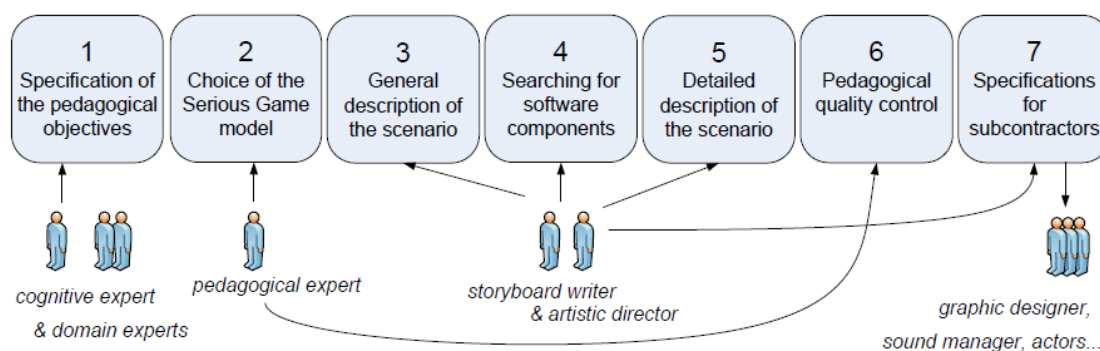 1
Specification of
the pedagogical
objectives
2
Choice of the
Serious Game
model
3
General
description of
the scenario
4
Searching for
software
components
5
Detailed
description of
the scenario
6
Pedagogical
quality control
7
Specifications
for
subcontractors
cognitive expert
& domain experts
pedagogical expert
storyboard writer
& artistic director
graphic designer,
sound manager, actors...